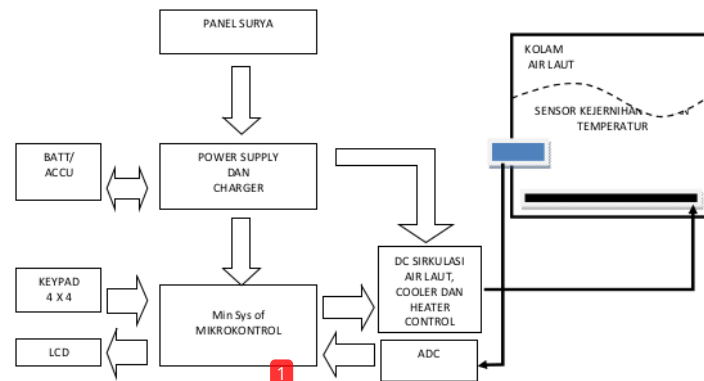 PANEL SURYA
KOLAM
AIR LAUT
SENSOR KEJERNIHAN
TEMPERATUR
BATT/
ACCU
POWER SUPPLY
DAN
CHARGER
KEYPAD
4 X 4
Min Sys of
MIKROKONTROL
DC SIRKULASI
AIR LAUT,
COOLER DAN
HEATER
CONTROL
LCD
ADC
1